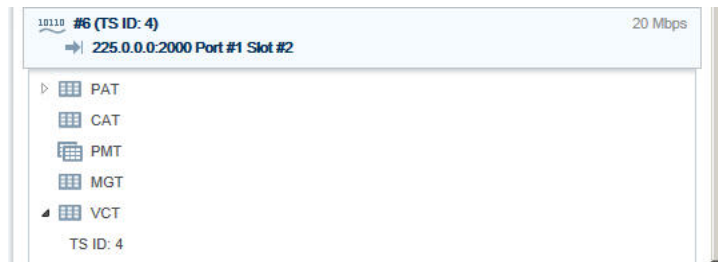 10110 #6 (TS ID: 4) 20 Mbps
225.0.0.0:2000 Port #1 Slot #2
PAT
CAT
PMT
MGT
VCT
TS ID: 4